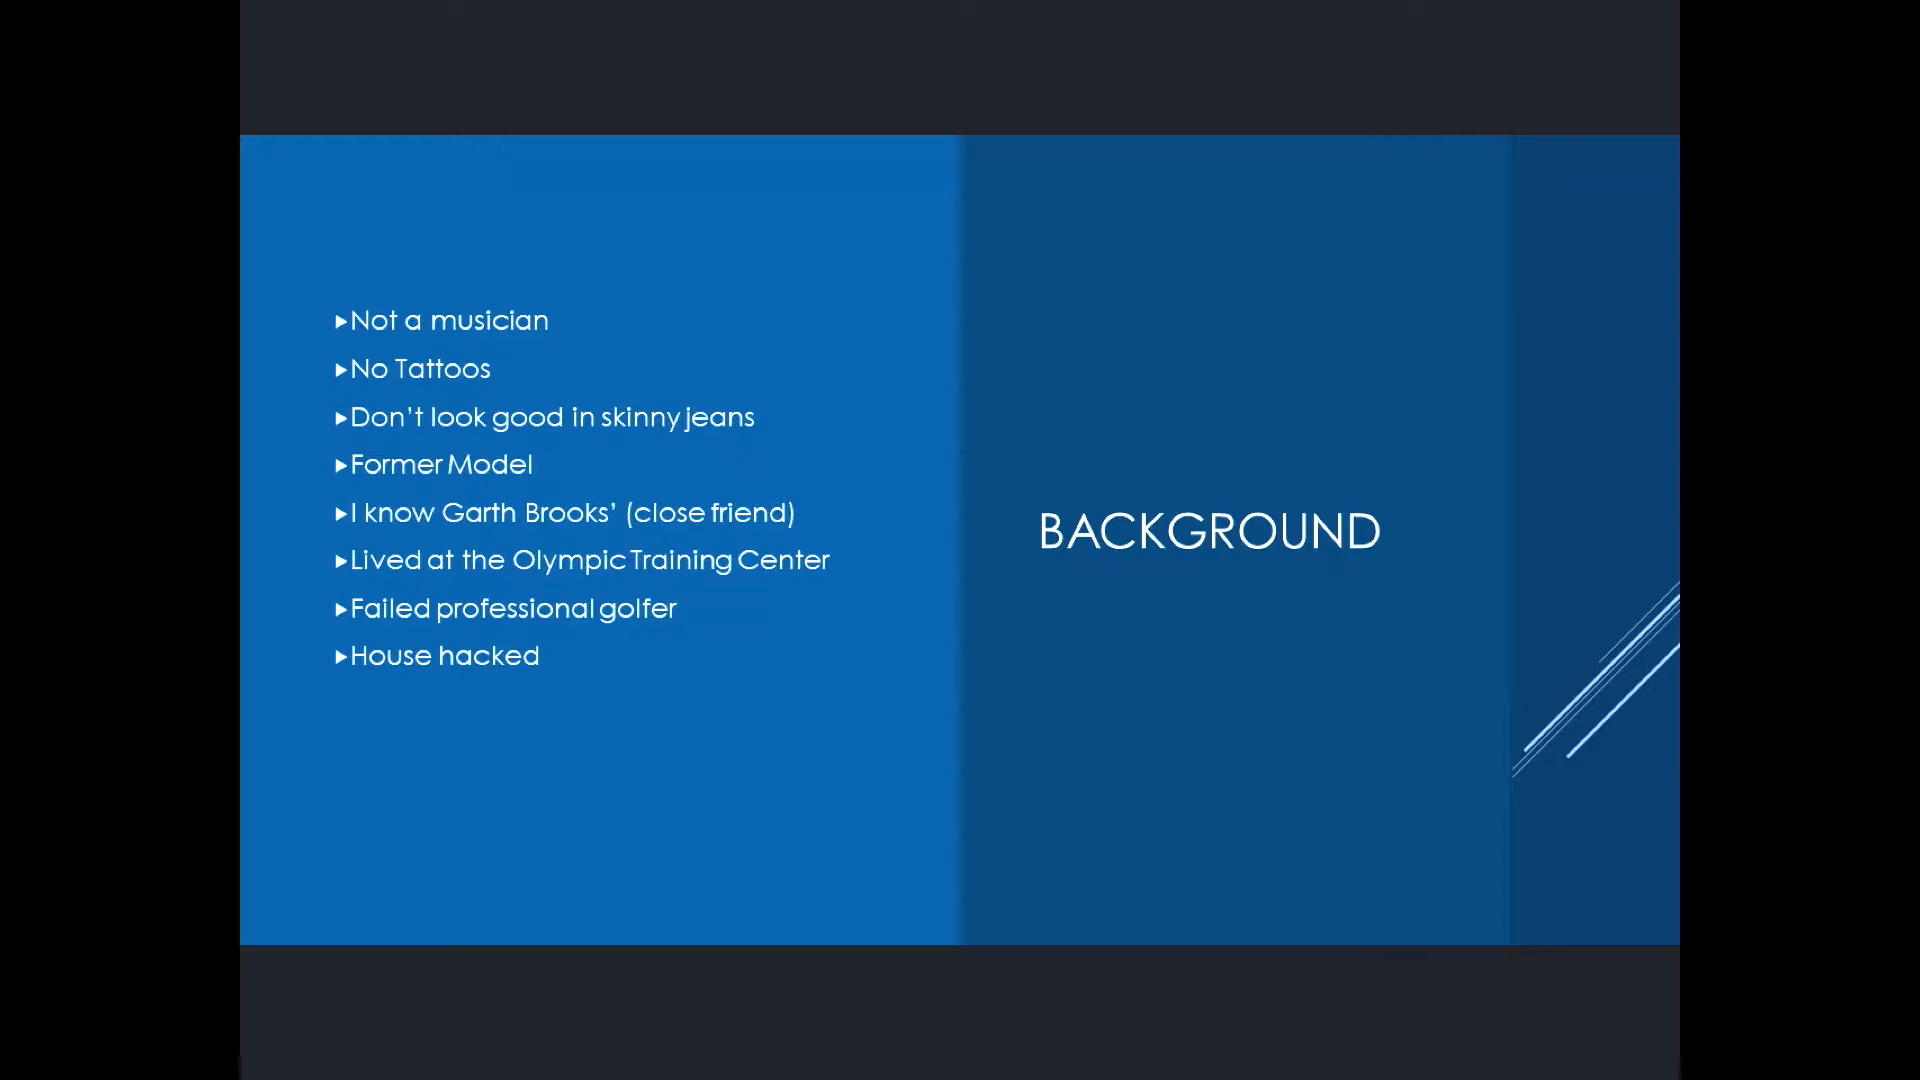 Not a musician
No Tattoos
Don’t look good in skinny jeans
Former Model
I know Garth Brooks’ (close friend)
Lived at the Olympic Training Center
Failed professional golfer
House hacked
BACKGROUND